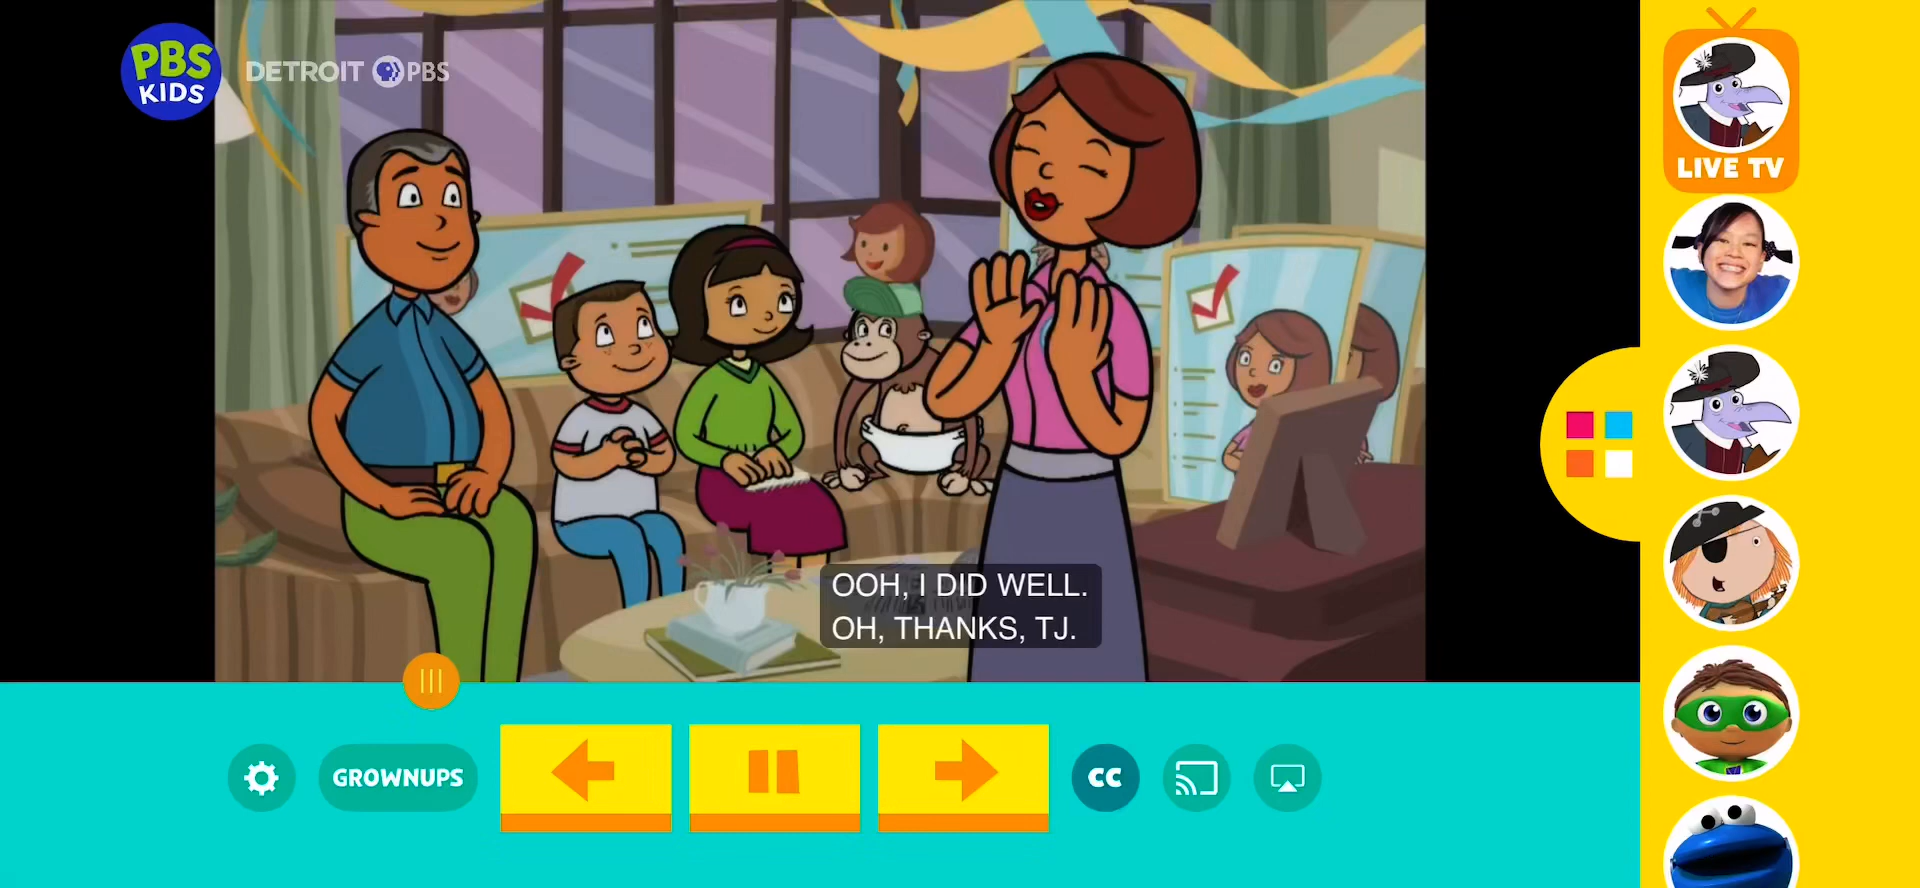 PBS
KIDS
DETROIT PBS
LIVE TV
OOH, I DID WELL.
OH, THANKS, TJ.
GROWNUPS
CC